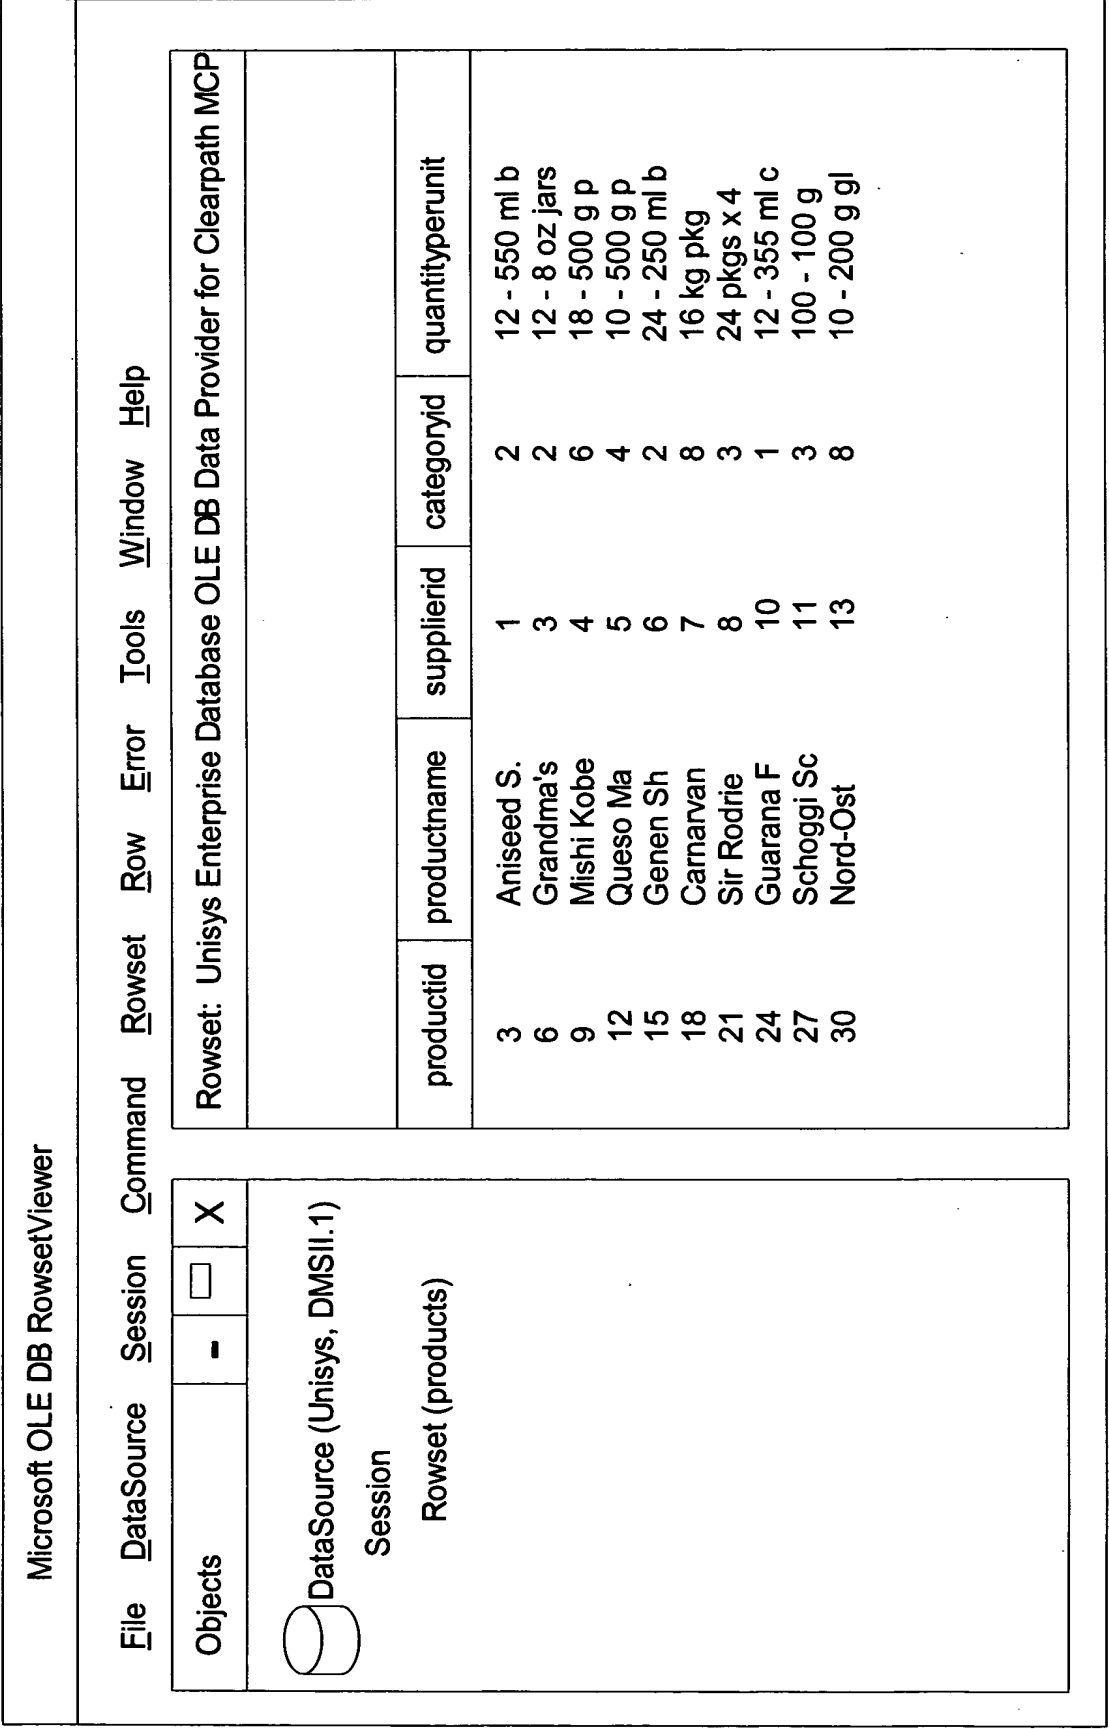 Microsoft OLE DB RowsetViewer
File DataSource Session Command Rowset Row Error Tools Window Help
Objects - X
DataSource (Unisys, DMSII.1)
Session
Rowset (products)
Rowset: Unisys Enterprise Database OLE DB Data Provider for Clearpath MCP
productid productname supplierid categoryid quantityperunit
3 Aniseed S. 1 2 12 - 550 ml b
6 Grandma's 3 2 12 - 8 oz jars
9 Mishi Kobe 4 6 18 - 500 g p
12 Queso Ma 5 4 10 - 500 g p
15 Genen Sh 6 2 24 - 250 ml b
18 Carnarvan 7 8 16 kg pkg
21 Sir Rodrie 8 3 24 pkgs x 4
24 Guarana F 10 1 12 - 355 ml c
27 Schoggi Sc 11 3 100 - 100 g
30 Nord-Ost 13 8 10 - 200 g gl